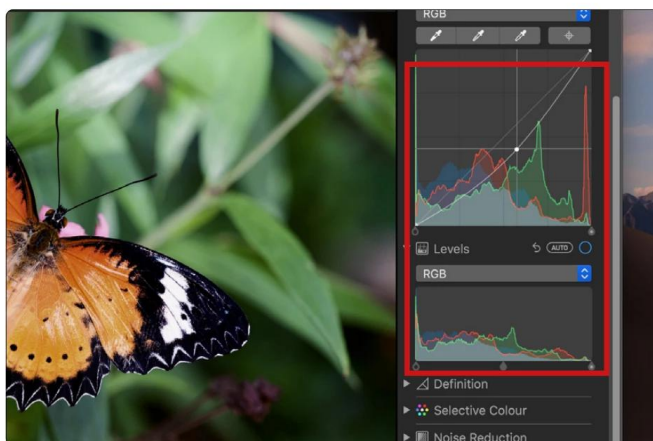 RGB
Levels
AUTO
RGB
Definition
Selective Colour
Noise Reduction